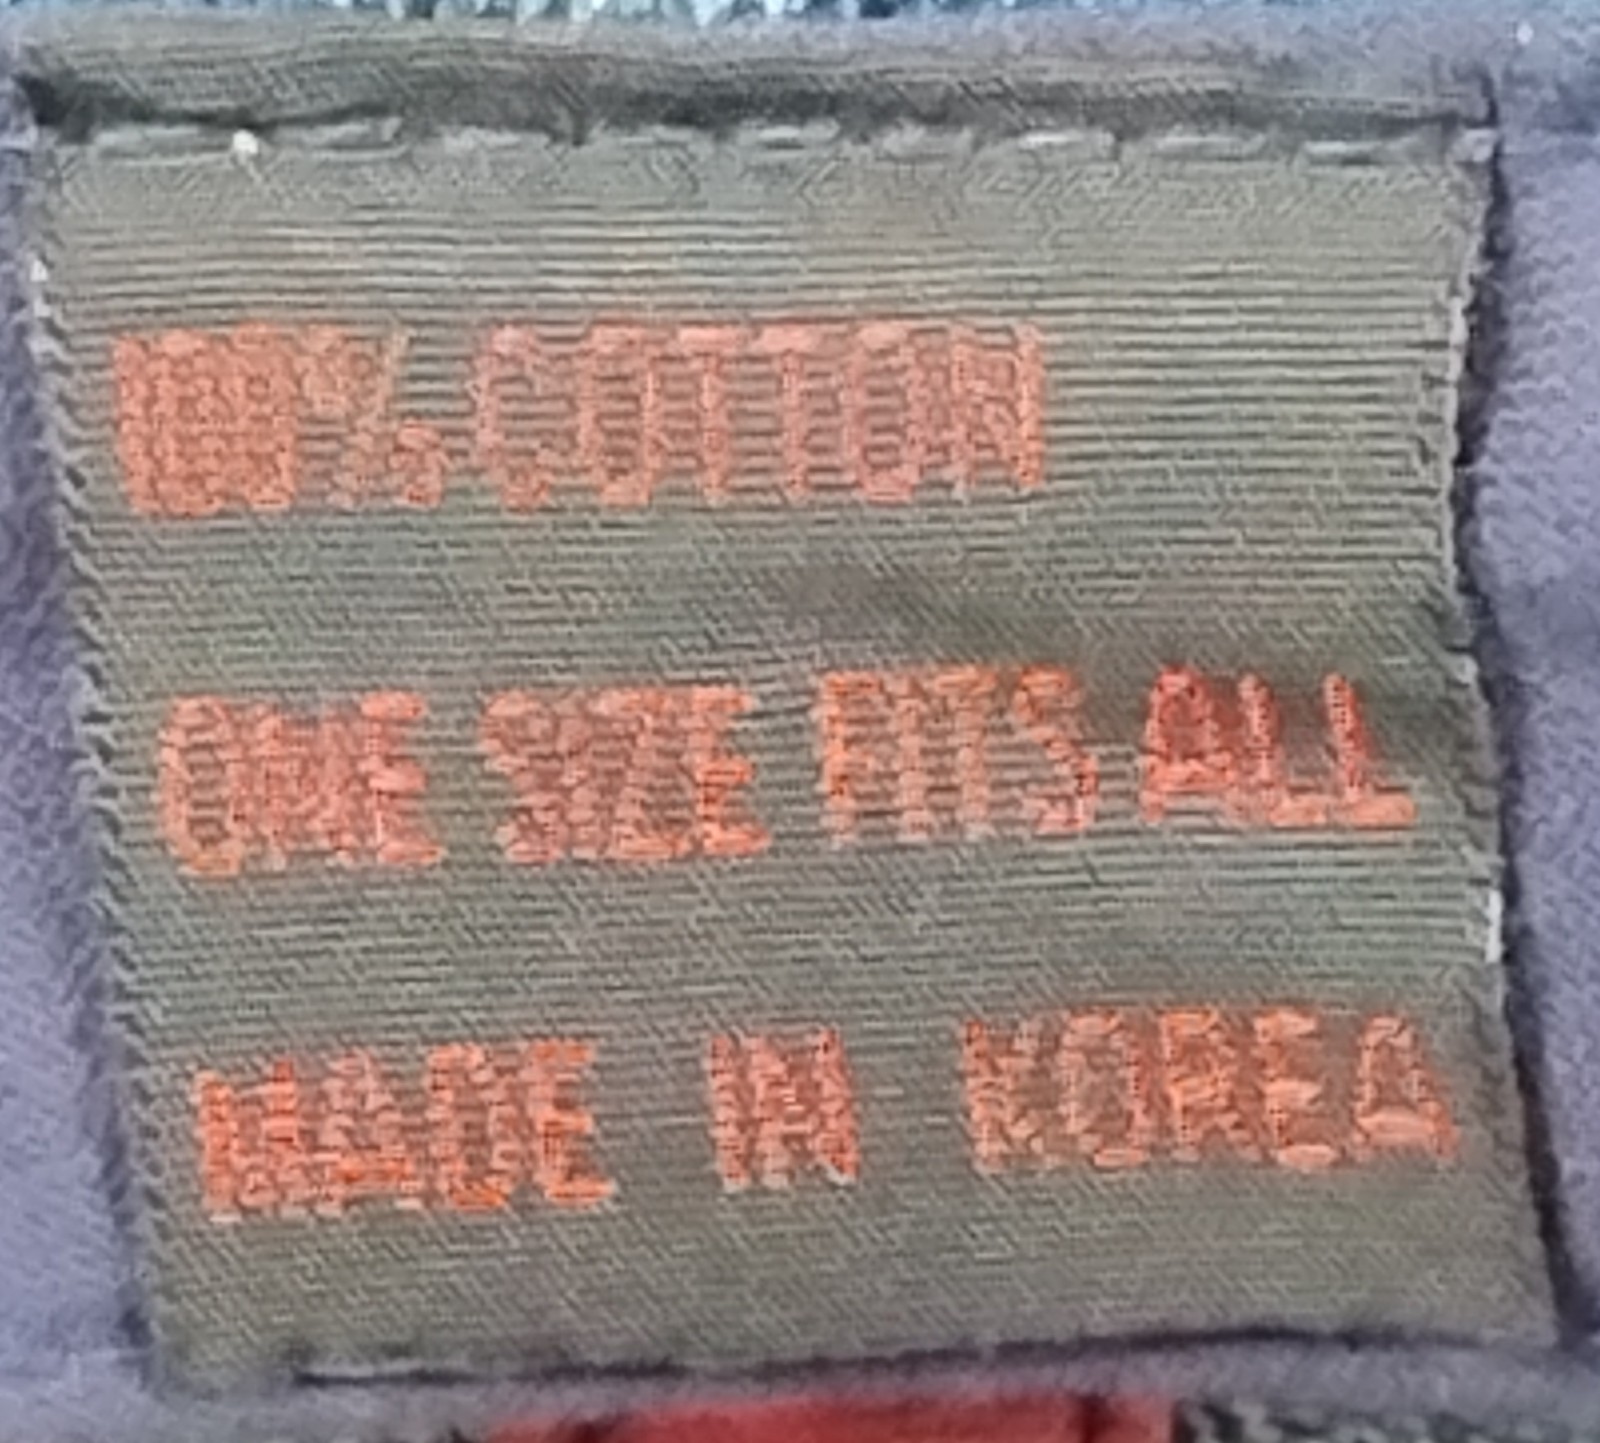 100% COTTON
ONE SIZE FITS ALL
MADE IN KOREA